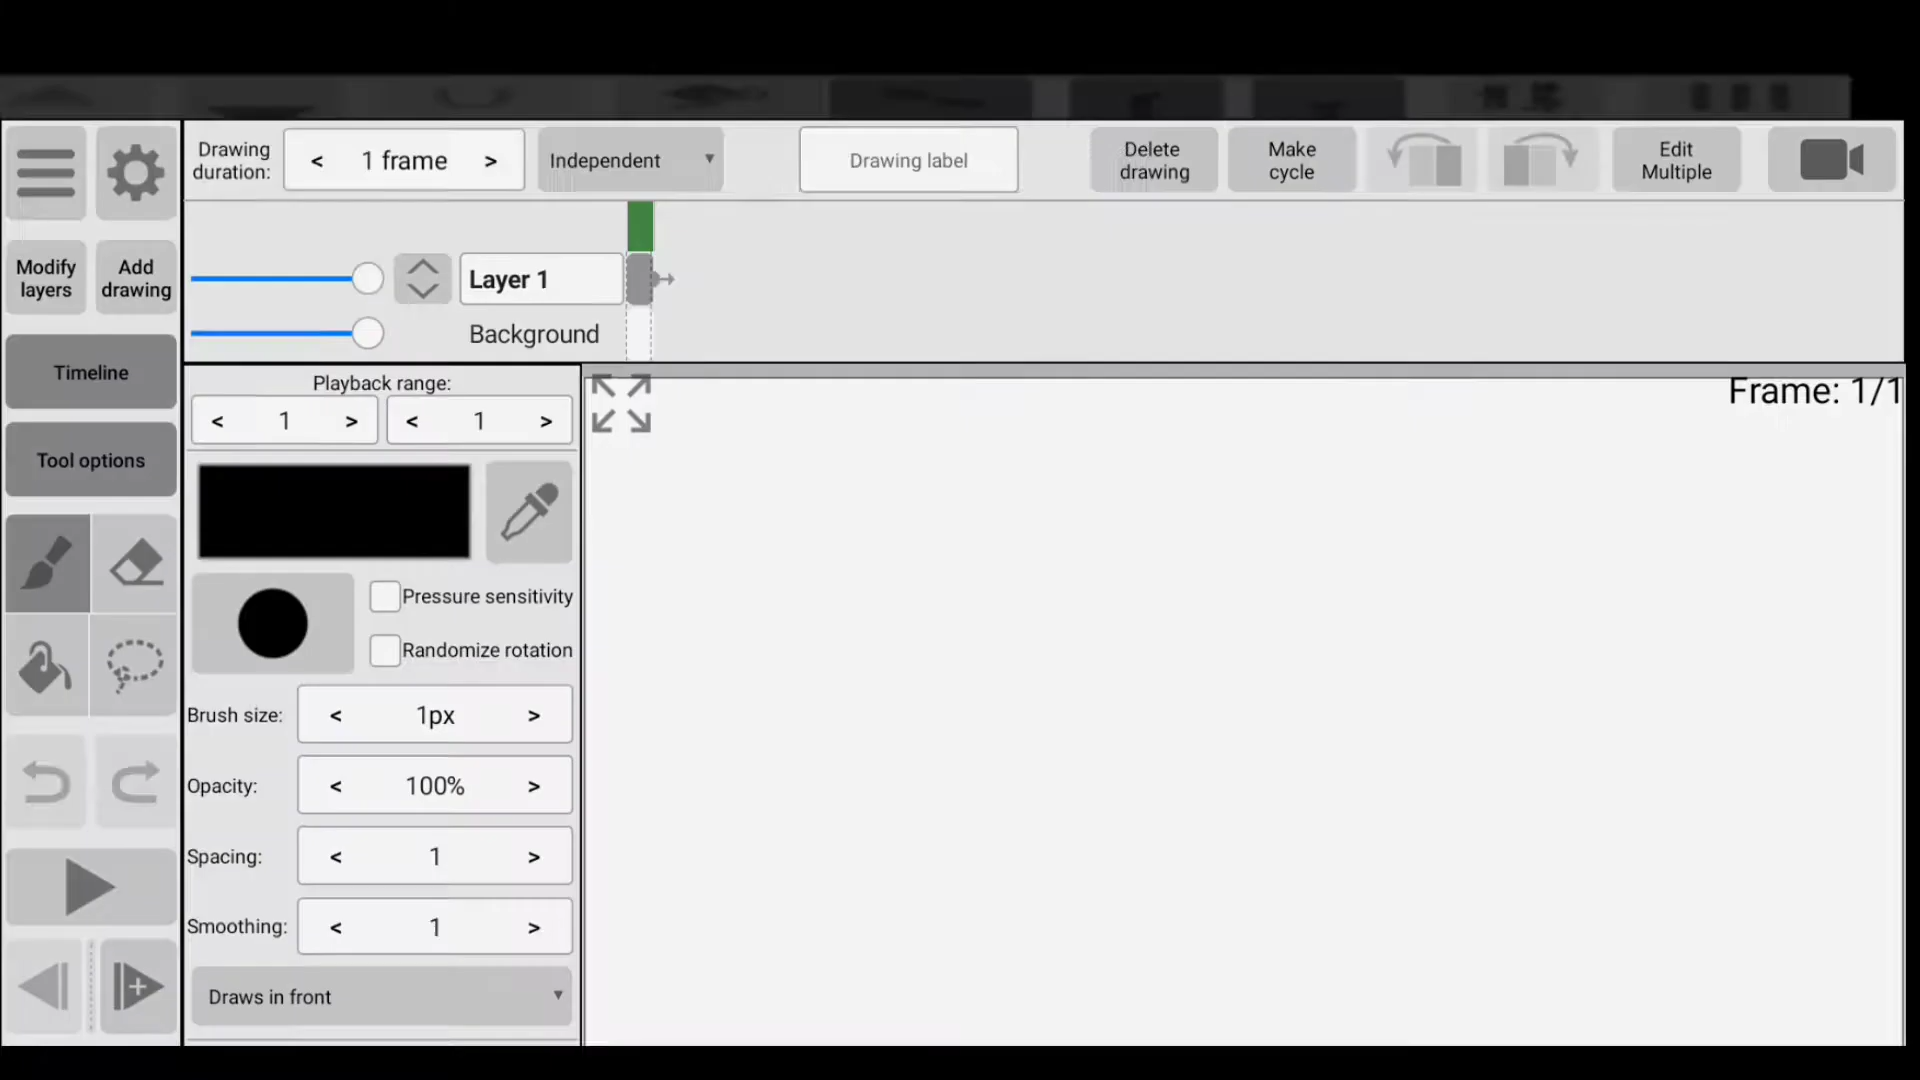 Drawing duration: < 1 frame > Independent Drawing label Delete drawing Make cycle Edit Multiple
Modify layers Add drawing
Layer 1
Background
Timeline
Tool options
Playback range:
< 1 > < 1 >
Frame: 1/1
Pressure sensitivity
Randomize rotation
Brush size: < 1px >
Opacity: < 100% >
Spacing: < 1 >
Smoothing: < 1 >
Draws in front